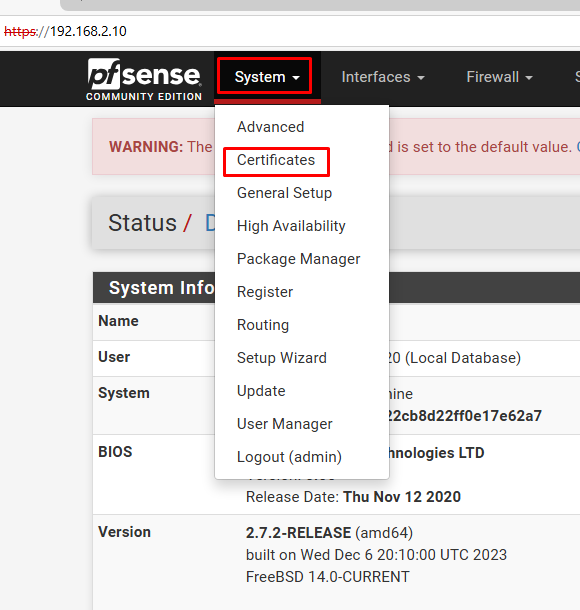 https://192.168.2.10
pfsense
COMMUNITY EDITION
System Interfaces Firewall
Advanced
Certificates
General Setup
High Availability
Package Manager
Register
Routing
Setup Wizard
Update
User Manager
Logout (admin)
WARNING: The d is set to the default value.
Status /
System Info
Name
User 20 (Local Database)
System
22cb8d22ff0e17e62a7
BIOS chnologies LTD
Release Date: Thu Nov 12 2020
Version 2.7.2-RELEASE (amd64)
built on Wed Dec 6 20:10:00 UTC 2023
FreeBSD 14.0-CURRENT